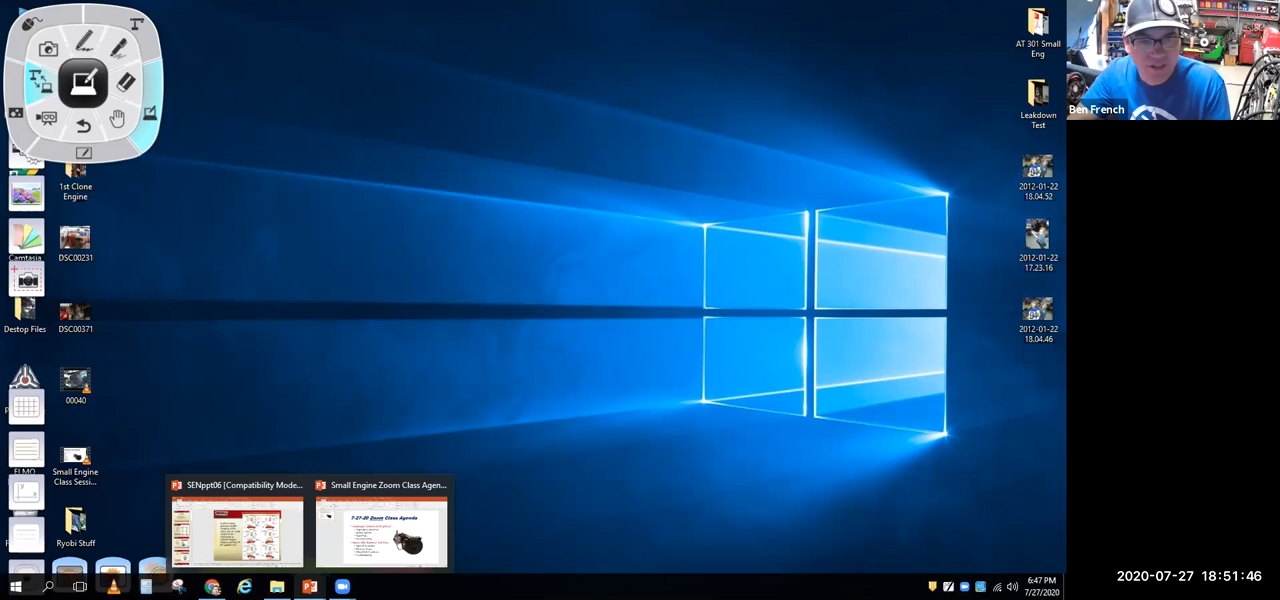 AT 301 Small
Eng
Ben French
Leakdown
Test
1st Clone
Engine
2012-01-22
18.04.52
Camtasia
DSC00231
2012-01-22
17.23.16
Destop Files
DSC00371
2012-01-22
18.04.46
00040
ELMO
Small Engine
Class Sessi...
SENppt06 [Compatibility Mode...
Small Engine Zoom Class Agen...
7-27-20 Zoom Class Agenda
Ryobi Stuff
6:47 PM
7/27/2020
2020-07-27 18:51:46